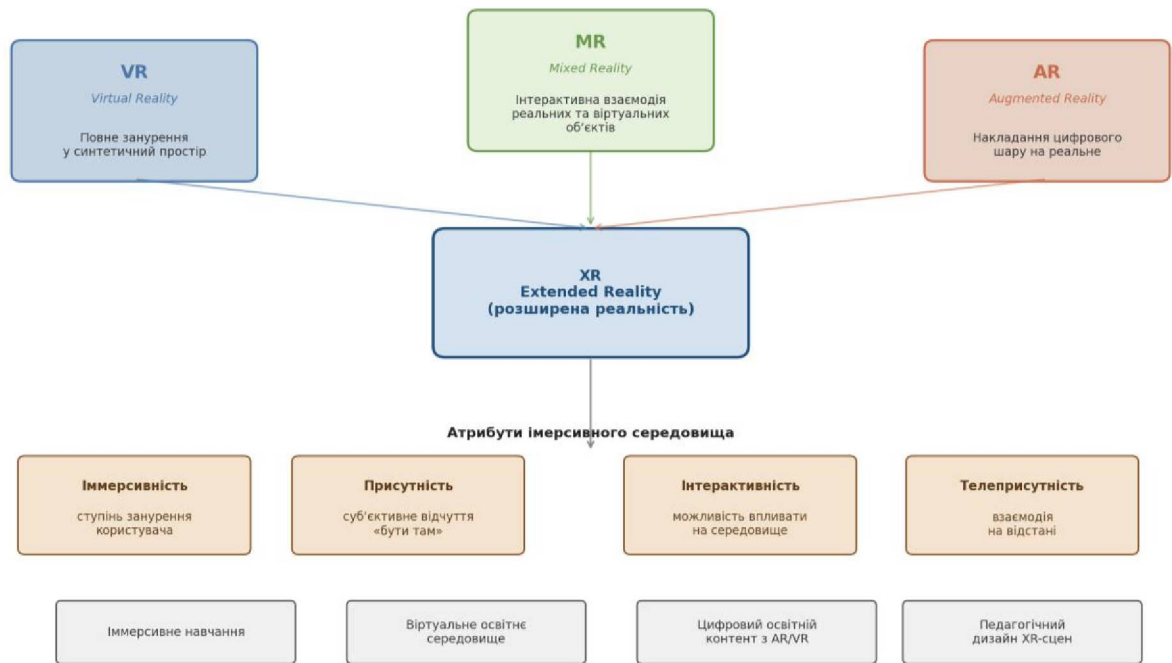 VR
Virtual Reality
Повне занурення
у синтетичний простір
MR
Mixed Reality
Інтерактивна взаємодія
реальних та віртуальних
об'єктів
AR
Augmented Reality
Накладання цифрового
шару на реальне
XR
Extended Reality
(розширена реальність)
Атрибути імерсивного середовища
Іммерсивність
ступінь занурення
користувача
Присутність
суб'єктивне відчуття
«бути там»
Інтерактивність
можливість впливати
на середовище
Телеприсутність
взаємодія
на відстані
Іммерсивне навчання
Віртуальне освітнє
середовище
Цифровий освітній
контент з AR/VR
Педагогічний
дизайн XR-сцен